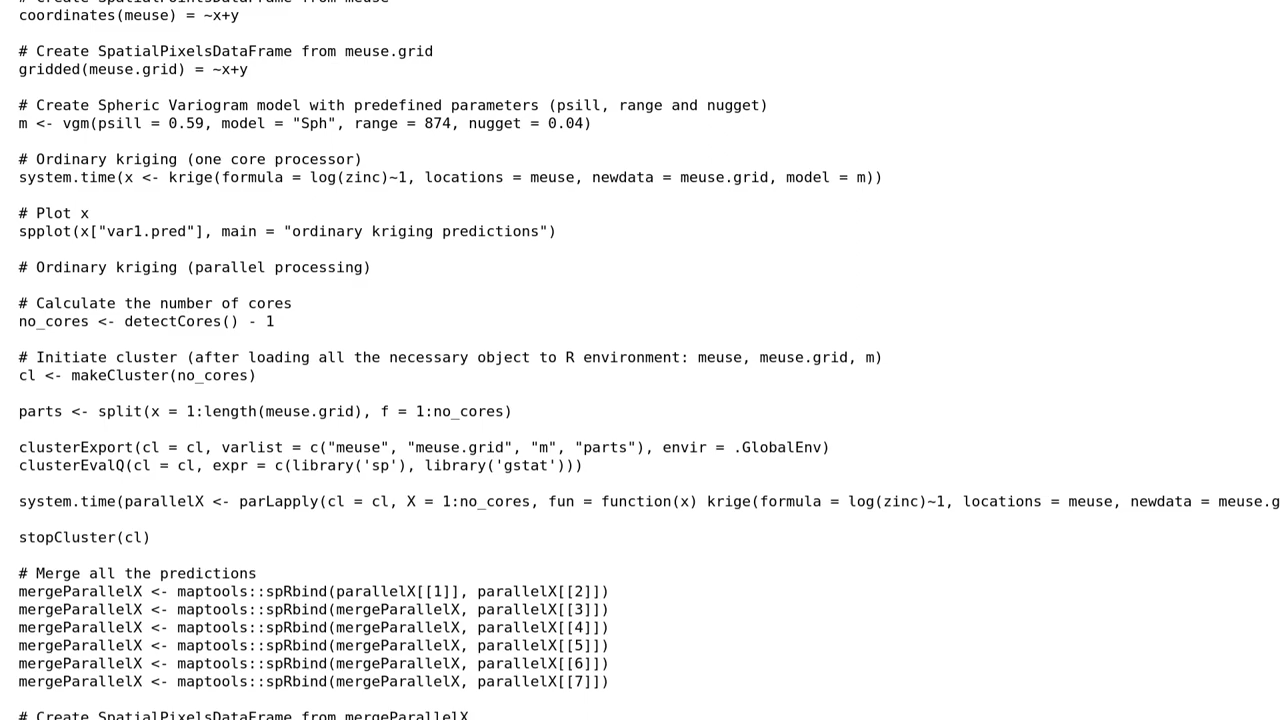 # Create SpatialPointsDataFrame from meuse
coordinates(meuse) = ~x+y
# Create SpatialPixelsDataFrame from meuse.grid
gridded(meuse.grid) = ~x+y
# Create Spheric Variogram model with predefined parameters (psill, range and nugget)
m <- vgm(psill = 0.59, model = "Sph", range = 874, nugget = 0.04)
# Ordinary kriging (one core processor)
system.time(x <- krige(formula = log(zinc)~1, locations = meuse, newdata = meuse.grid, model = m))
# Plot x
spplot(x["var1.pred"], main = "ordinary kriging predictions")
# Ordinary kriging (parallel processing)
# Calculate the number of cores
no_cores <- detectCores() - 1
# Initiate cluster (after loading all the necessary object to R environment: meuse, meuse.grid, m)
cl <- makeCluster(no_cores)
parts <- split(x = 1:length(meuse.grid), f = 1:no_cores)
clusterExport(cl = cl, varlist = c("meuse", "meuse.grid", "m", "parts"), envir = .GlobalEnv)
clusterEvalQ(cl = cl, expr = c(library('sp'), library('gstat')))
system.time(parallelX <- parLapply(cl = cl, X = 1:no_cores, fun = function(x) krige(formula = log(zinc)~1, locations = meuse, newdata = meuse.g
stopCluster(cl)
# Merge all the predictions
mergeParallelX <- maptools::spRbind(parallelX[[1]], parallelX[[2]])
mergeParallelX <- maptools::spRbind(mergeParallelX, parallelX[[3]])
mergeParallelX <- maptools::spRbind(mergeParallelX, parallelX[[4]])
mergeParallelX <- maptools::spRbind(mergeParallelX, parallelX[[5]])
mergeParallelX <- maptools::spRbind(mergeParallelX, parallelX[[6]])
mergeParallelX <- maptools::spRbind(mergeParallelX, parallelX[[7]])
# Create SpatialPixelsDataFrame from mergeParallelX